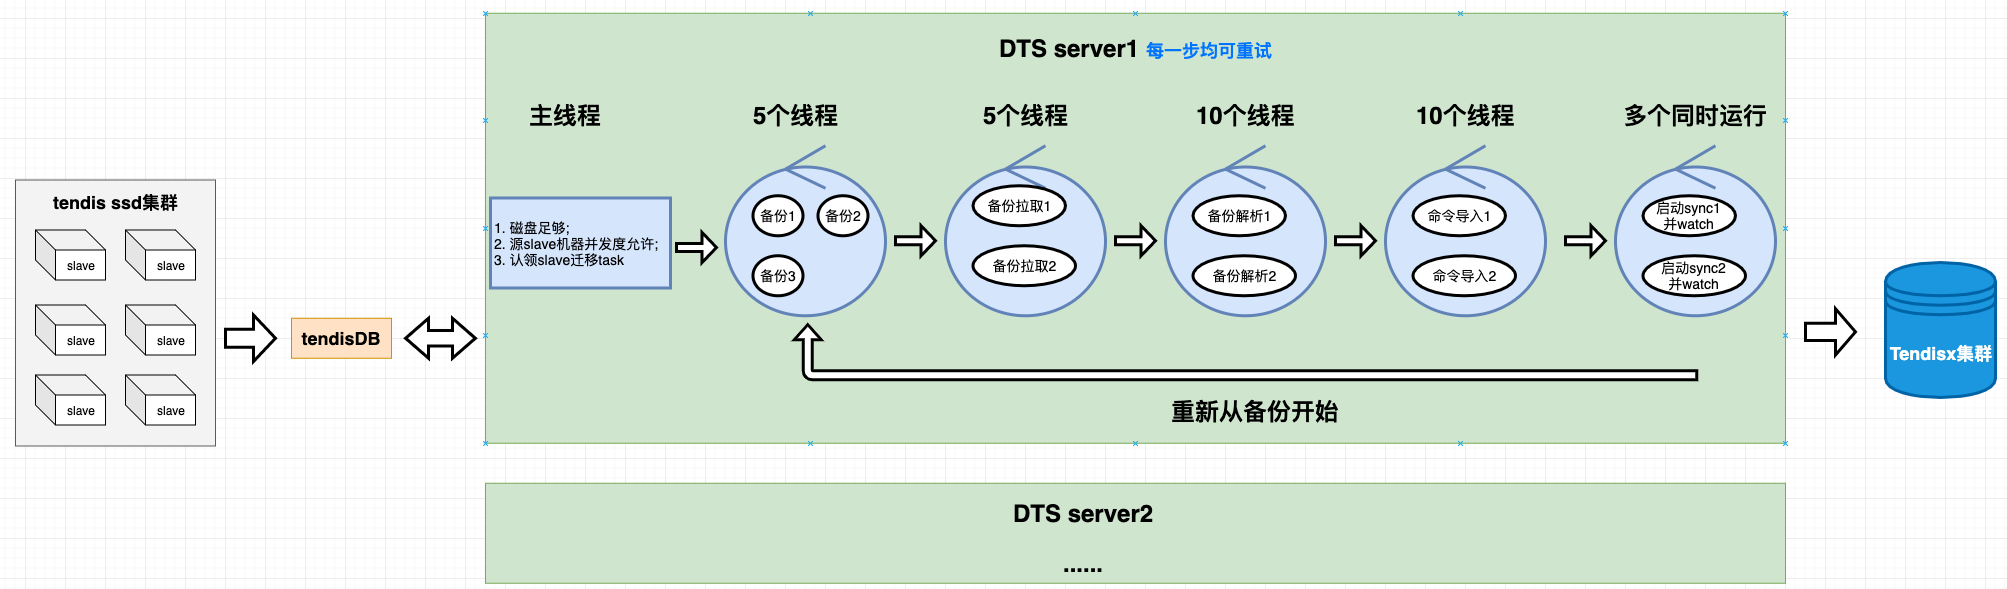 DTS server1 每一步均可重试
主线程
5个线程
5个线程
10个线程
10个线程
多个同时运行
tendis ssd集群
slave
slave
slave
slave
slave
slave
tendisDB
1. 磁盘足够;
2. 源slave机器并发度允许;
3. 认领slave迁移task
备份1
备份2
备份3
备份拉取1
备份拉取2
备份解析1
备份解析2
命令导入1
命令导入2
启动sync1
并watch
启动sync2
并watch
重新从备份开始
Tendisx集群
DTS server2
......